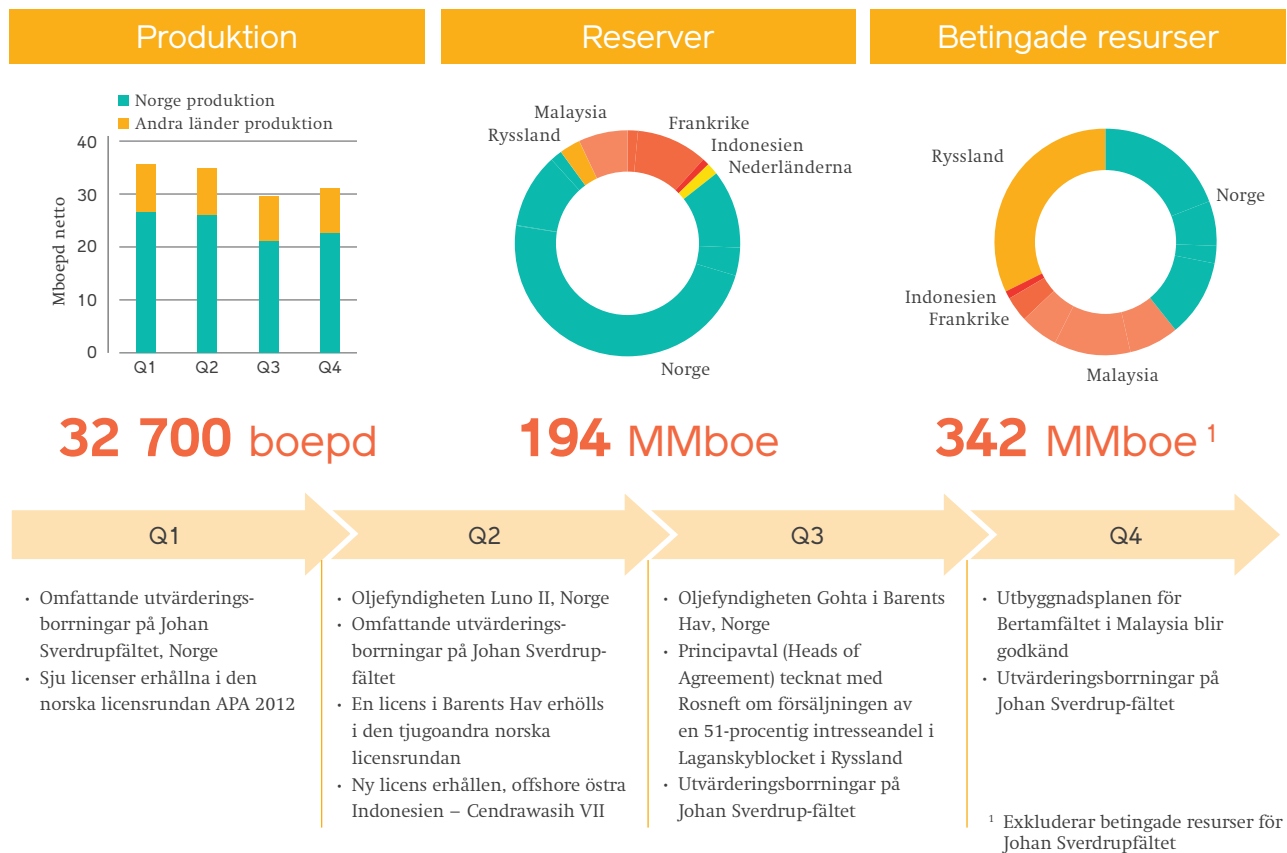 Produktion
Norge produktion
Andra länder produktion
Mboepd netto
40
30
20
10
0
Q1
Q2
Q3
Q4
32 700 boepd
Reserver
Malaysia
Ryssland
Frankrike
Indonesien
Nederländerna
Norge
194 MMboe
Betingade resurser
Ryssland
Norge
Indonesien
Frankrike
Malaysia
342 MMboe ¹
Q1
• Omfattande utvärderings-
borrningar på Johan
Sverdrupfältet, Norge
• Sju licenser erhållna i den
norska licensrundan APA 2012
Q2
• Oljefyndigheten Luno II, Norge
• Omfattande utvärderings-
borrningar på Johan Sverdrup-
fältet
• En licens i Barents Hav erhölls
i den tjugoandra norska
licensrundan
• Ny licens erhållen, offshore östra
Indonesien – Cendrawasih VII
Q3
• Oljefyndigheten Gohta i Barents
Hav, Norge
• Principavtal (Heads of
Agreement) tecknat med
Rosneft om försäljningen av
en 51-procentig intresseandel i
Laganskyblocket i Ryssland
• Utvärderingsborrningar på
Johan Sverdrup-fältet
Q4
• Utbyggnadsplanen för
Bertamfältet i Malaysia blir
godkänd
• Utvärderingsborrningar på
Johan Sverdrup-fältet
¹ Exkluderar betingade resurser för
Johan Sverdrupfältet